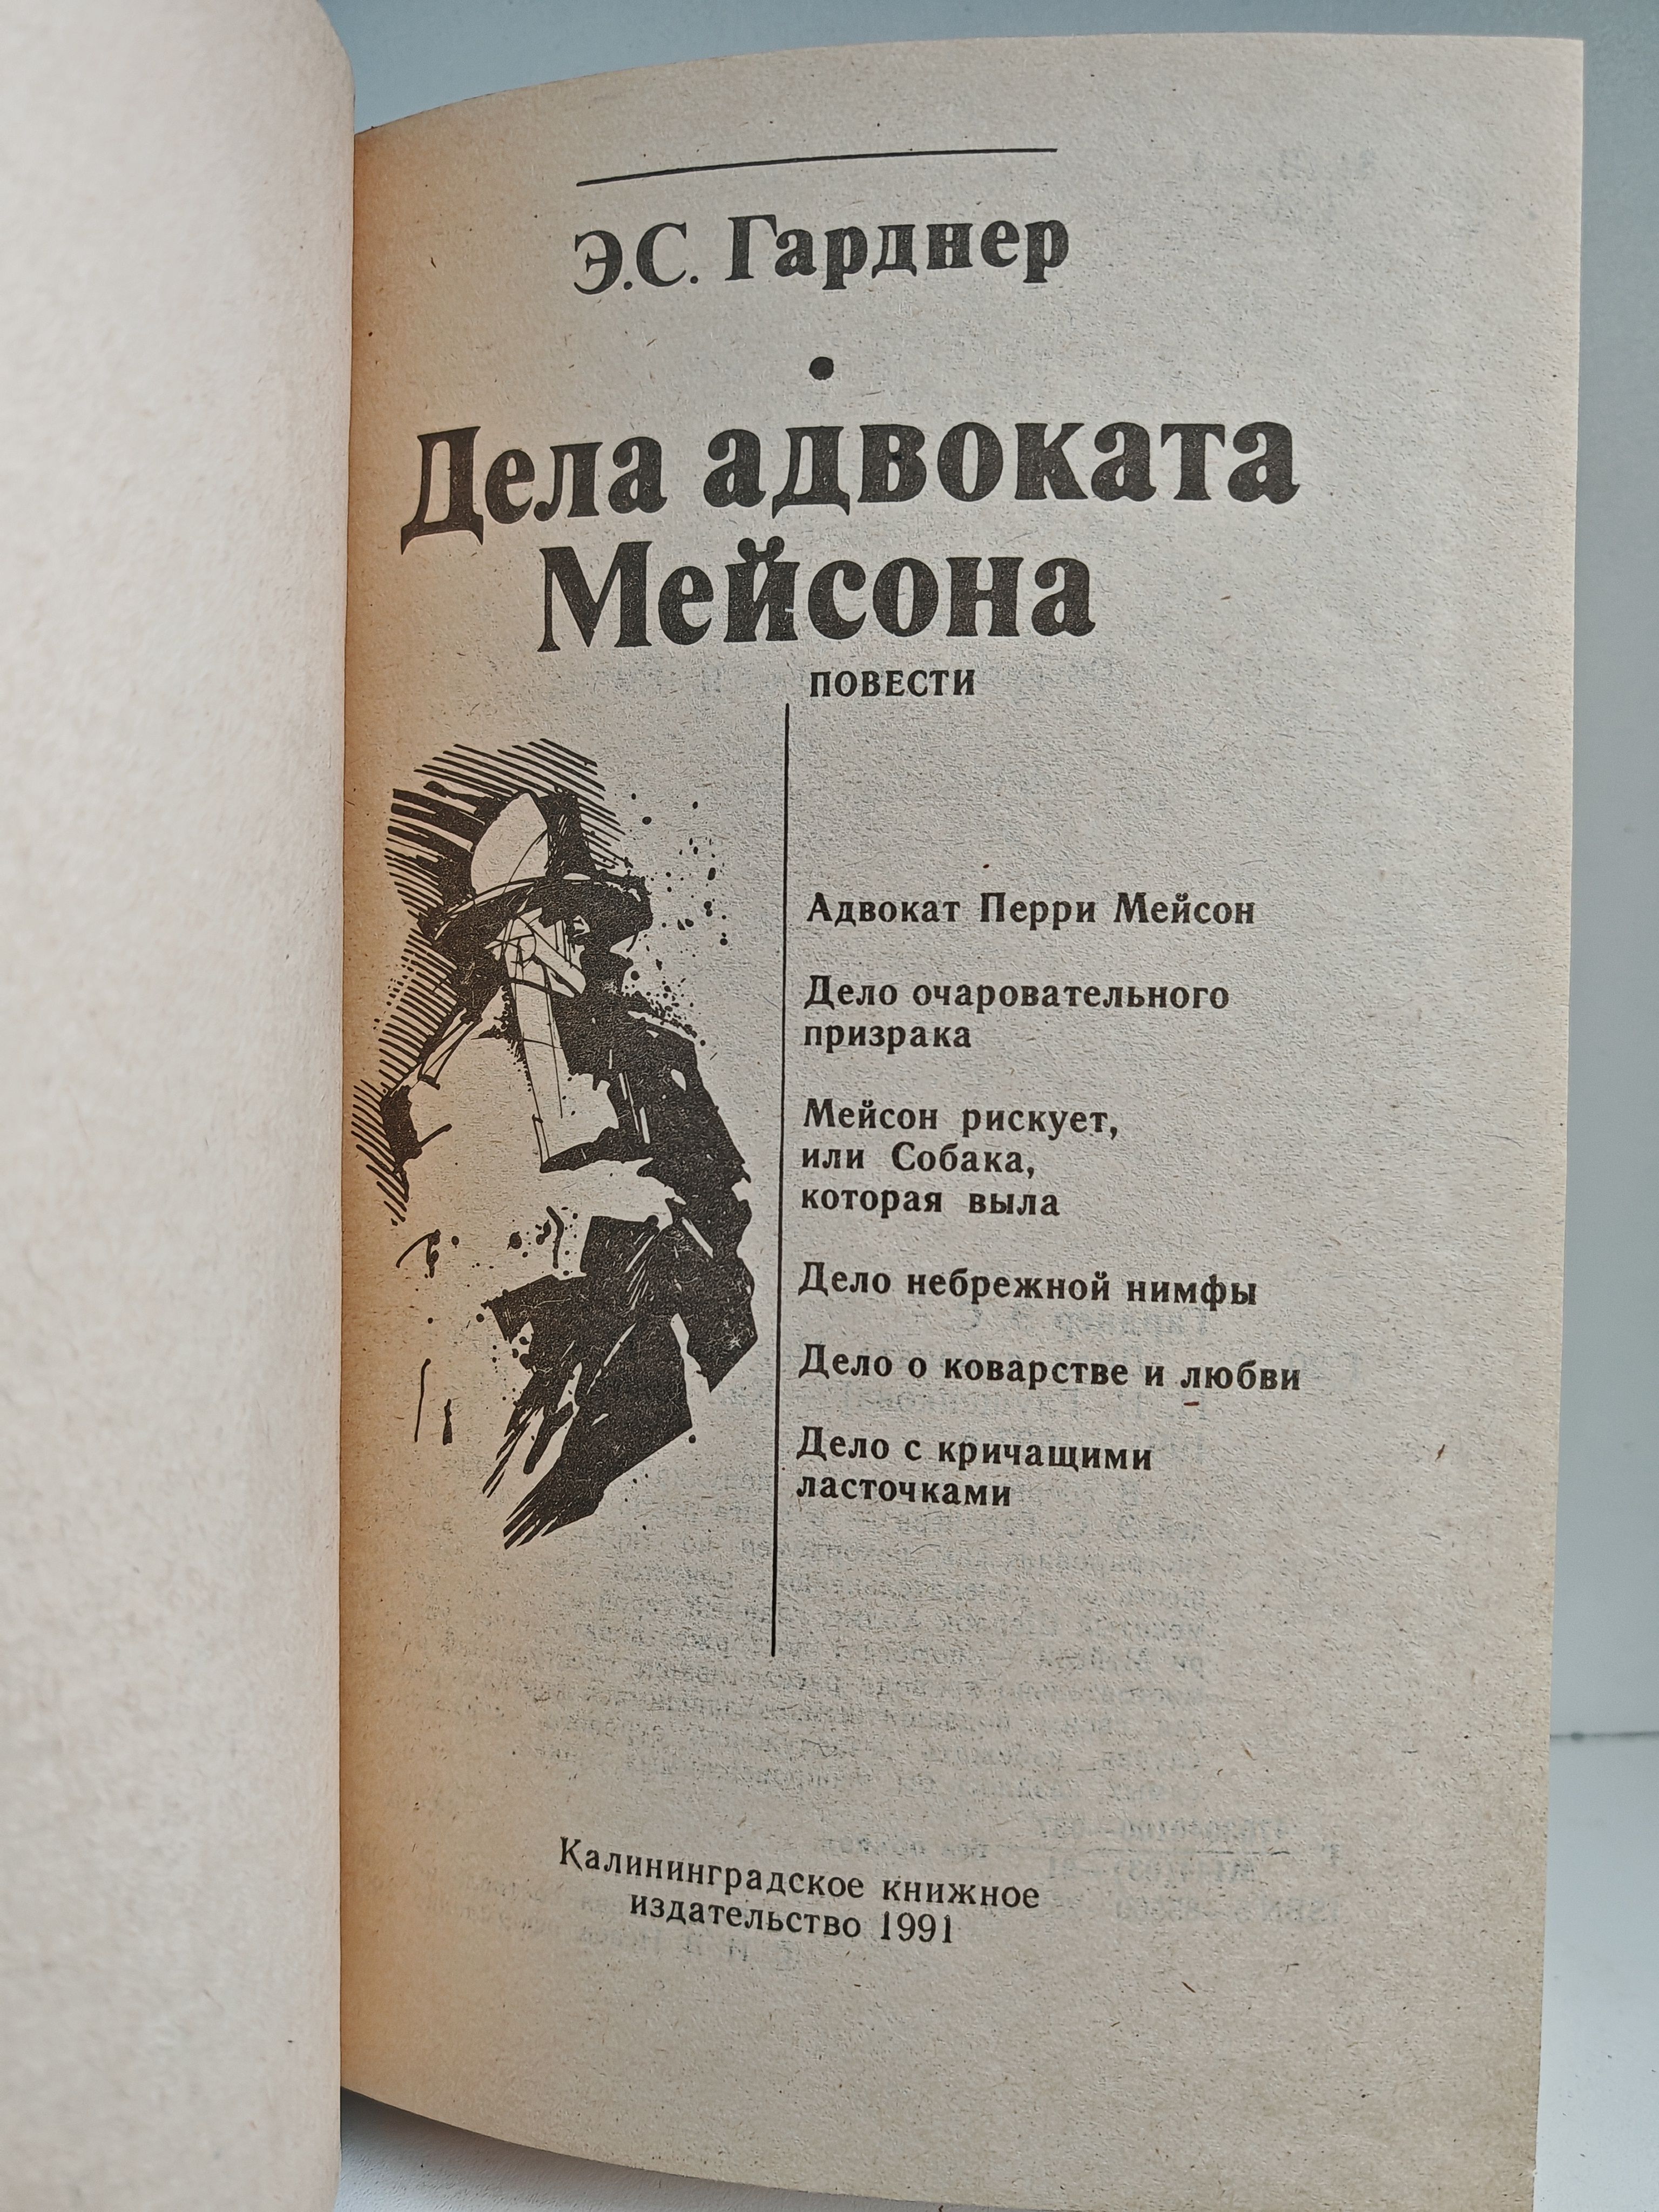 Э.С. Гарднер
Дела адвоката
Мейсона
ПОВЕСТИ
Адвокат Перри Мейсон
Дело очаровательного
призрака
Мейсон рискует,
или Собака,
которая выла
Дело небрежной нимфы
Дело о коварстве и любви
Дело с кричащими
ласточками
Калининградское книжное
издательство 1991